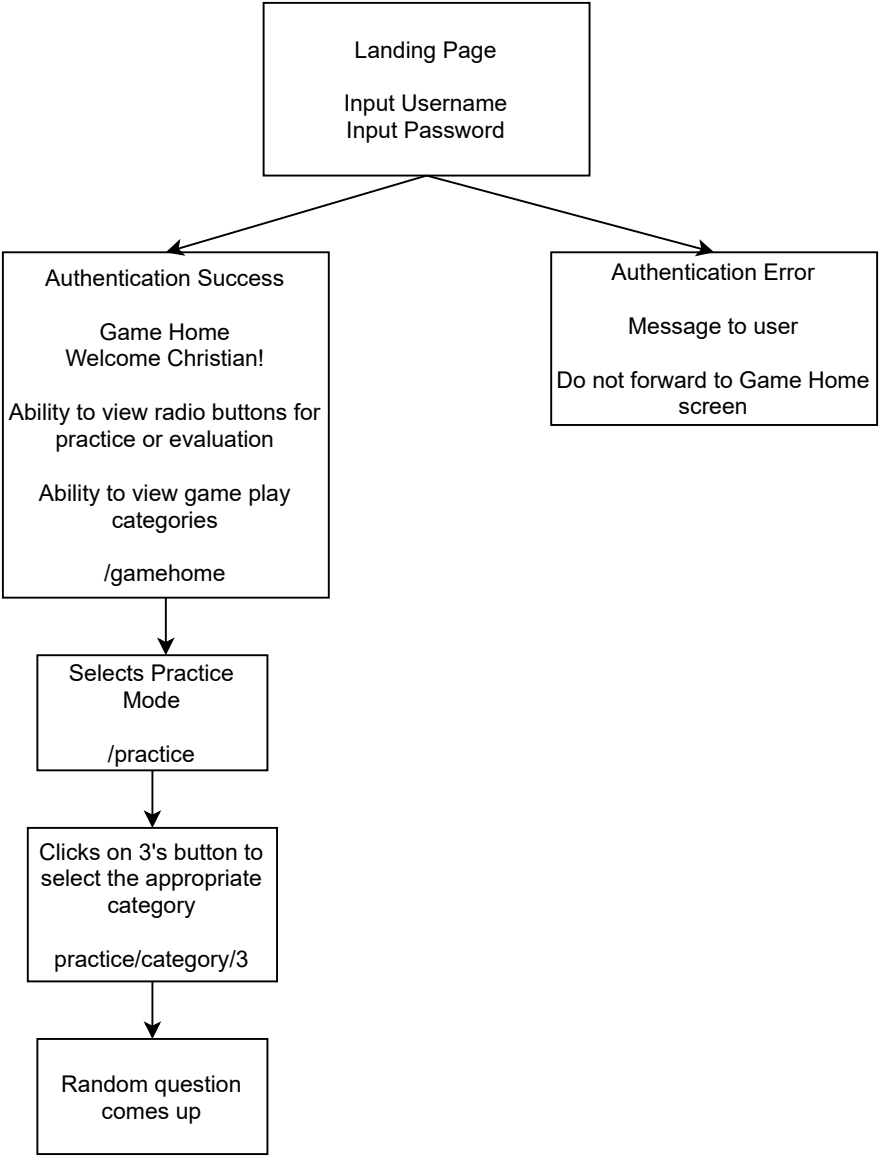 Landing Page
Input Username
Input Password
Authentication Success
Game Home
Welcome Christian!
Ability to view radio buttons for
practice or evaluation
Ability to view game play
categories
/gamehome
Authentication Error
Message to user
Do not forward to Game Home
screen
Selects Practice
Mode
/practice
Clicks on 3's button to
select the appropriate
category
practice/category/3
Random question
comes up